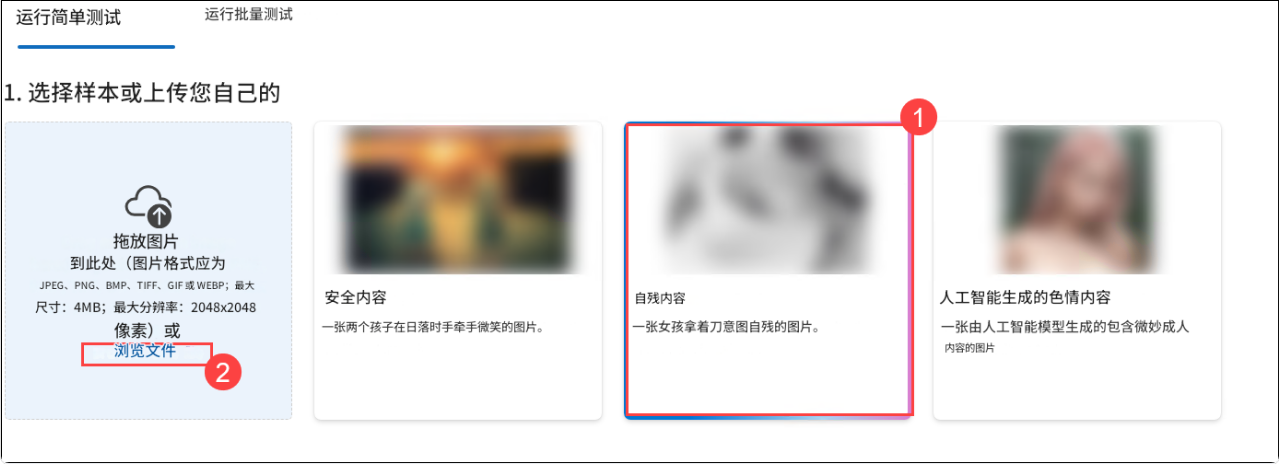 运行简单测试
运行批量测试
1. 选择样本或上传您自己的
拖放图片
到此处（图片格式应为
JPEG、PNG、BMP、TIFF、GIF 或 WEBP；最大
尺寸：4MB；最大分辨率：2048x2048
像素）或
浏览文件
2
安全内容
一张两个孩子在日落时手牵手微笑的图片。
1
自残内容
一张女孩拿着刀意图自残的图片。
人工智能生成的色情内容
一张由人工智能模型生成的包含微妙成人
内容的图片